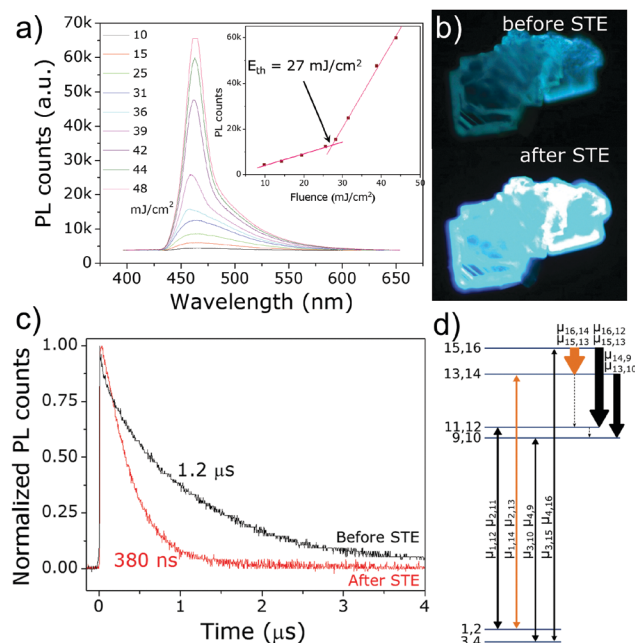 a)
PL counts (a.u.)
70k
60k
50k
40k
30k
20k
10k
0
400 450 500 550 600 650
Wavelength (nm)
10
15
25
31
36
39
42
44
48
mJ/cm²
PL counts
60k
40k
20k
0
E_th = 27 mJ/cm²
0 10 20 30 40 50
Fluence (mJ/cm²)
b)
before STE
after STE
c)
Normalized PL counts
1.00
0.75
0.50
0.25
0.00
1.2 μs
380 ns
Before STE
After STE
0 1 2 3 4
Time (μs)
d)
μ16,14 μ16,12
μ15,13 μ15,13
μ14,9
μ13,10
15,16
13,14
11,12
9,10
μ1,12 μ2,11
μ1,14 μ2,13
μ3,10 μ4,9
μ3,15 μ4,16
1,2
3,4